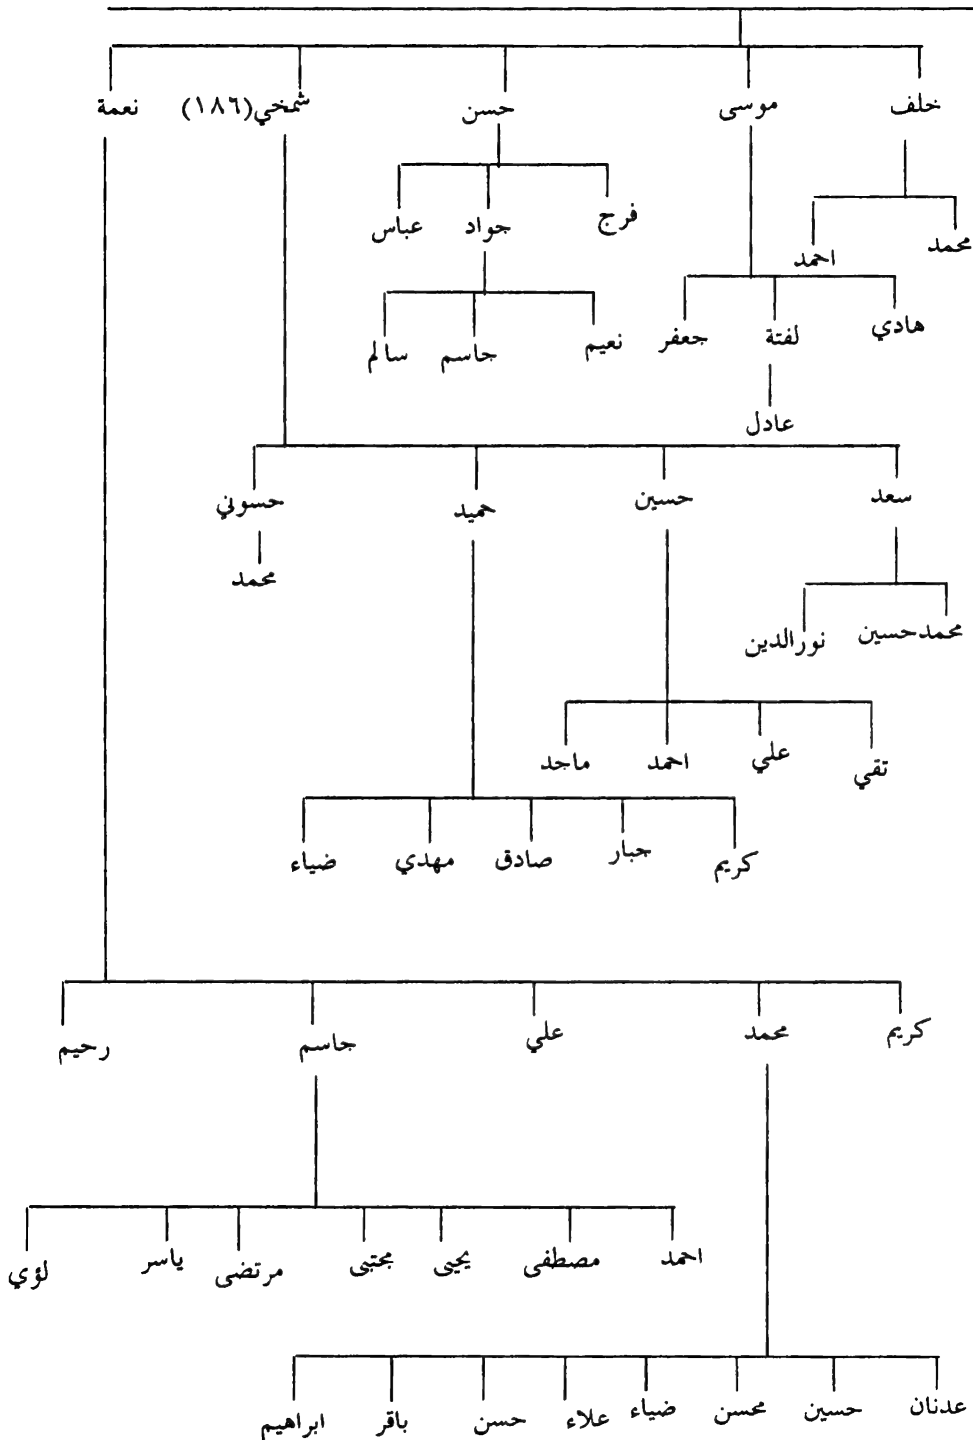 خلف موسى حسن شمخي(١٨٦) نعمة
محمد احمد فرج جواد عباس
هادي لفتة جعفر نعيم جاسم سالم
عادل
سعد حسين حميد حسوني
محمد
محمدحسين نورالدين
تقي علي احمد ماجد
كريم جبار صادق مهدي ضياء
كريم محمد علي جاسم رحيم
احمد مصطفى يحيى مجتبى مرتضى ياسر لؤي
عدنان حسين محسن ضياء علاء حسن باقر ابراهيم